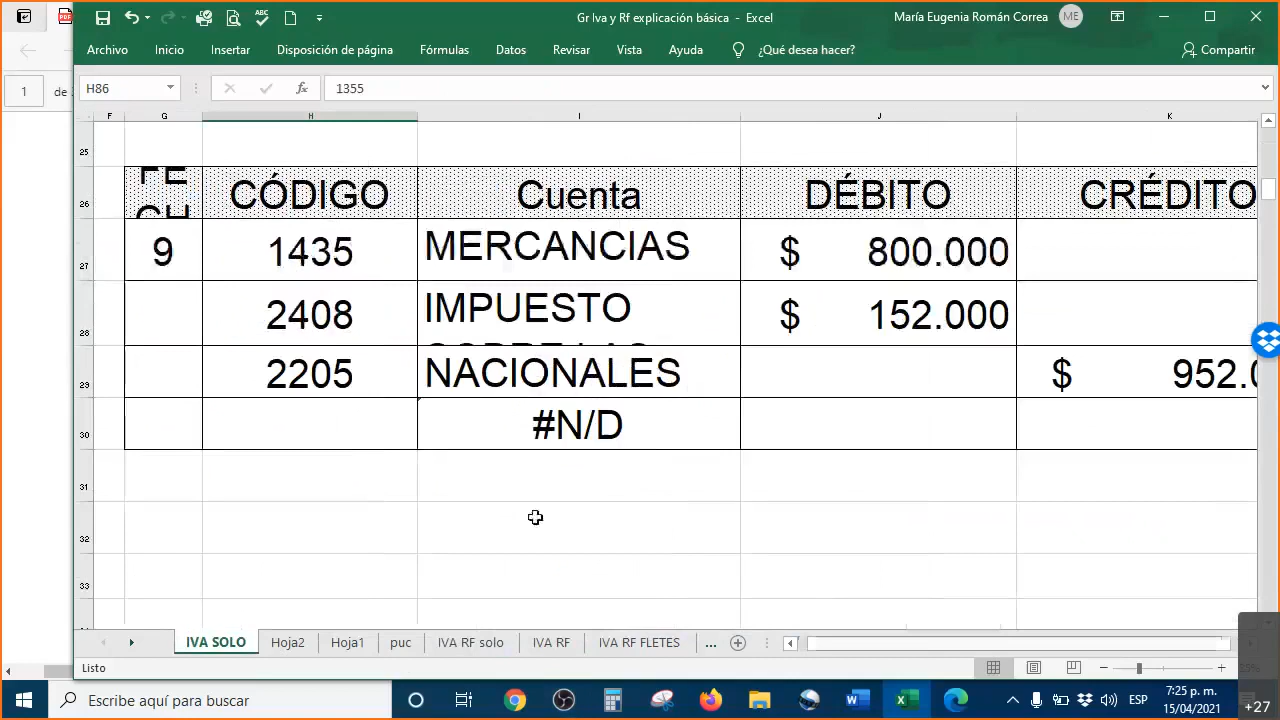 Gr Iva y Rf explicación básica - Excel
María Eugenia Román Correa ME
Archivo Inicio Insertar Disposición de página Fórmulas Datos Revisar Vista Ayuda ¿Qué desea hacer? Compartir
1 de
H86 fx 1355
F G H I J K
25
26 CÓDIGO Cuenta DÉBITO CRÉDITO
27 9 1435 MERCANCIAS $ 800.000
28 2408 IMPUESTO $ 152.000
29 2205 NACIONALES $ 952.0
30 #N/D
31
32
33
IVA SOLO Hoja2 Hoja1 puc IVA RF solo IVA RF IVA RF FLETES ...
Listo
Escribe aquí para buscar
ESP
7:25 p. m.
15/04/2021
+27